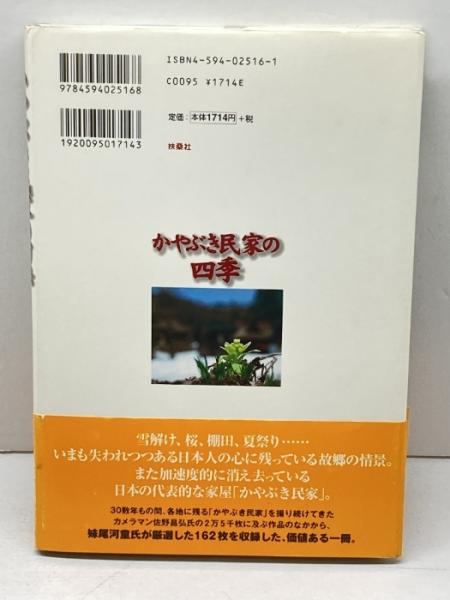 ISBN4-594-02516-1
C0095 ¥1714E
9784594025168
定価：本体1714円+税
1920095017143
扶桑社
かやぶき民家の
四季
雪解け、桜、棚田、夏祭り……
いまも失われつつある日本人の心に残っている故郷の情景。
また加速度的に消え去っている
日本の代表的な家屋「かやぶき民家」。
30数年もの間、各地に残る「かやぶき民家」を撮り続けてきた
カメラマン佐野昌弘氏の2万5千枚に及ぶ作品のなかから、
妹尾河童氏が厳選した162枚を収録した、価値ある一冊。